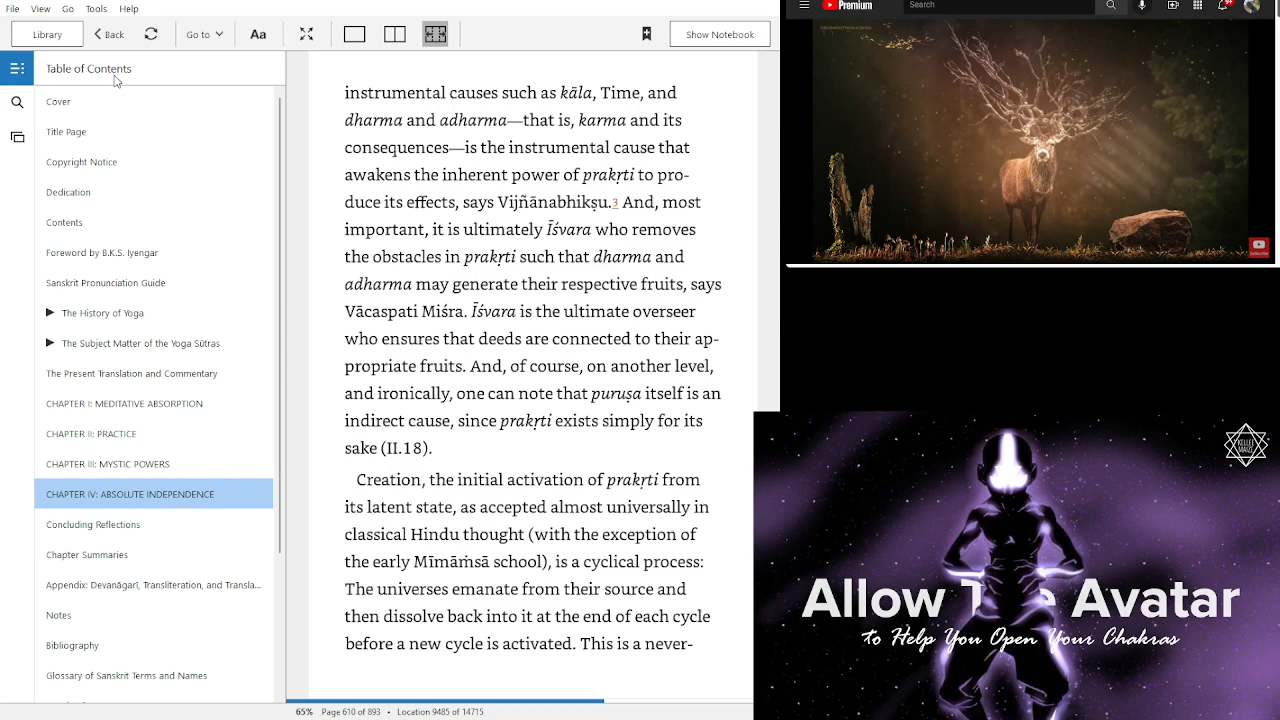 File View Go Tools Help
Library Back Go to Aa Show Notebook
Table of Contents
Cover
Title Page
Copyright Notice
Dedication
Contents
Foreword by B.K.S. Iyengar
Sanskrit Pronunciation Guide
The History of Yoga
The Subject Matter of the Yoga Sūtras
The Present Translation and Commentary
CHAPTER I: MEDITATIVE ABSORPTION
CHAPTER II: PRACTICE
CHAPTER III: MYSTIC POWERS
CHAPTER IV: ABSOLUTE INDEPENDENCE
Concluding Reflections
Chapter Summaries
Appendix: Devanāgarī, Transliteration, and Transla...
Notes
Bibliography
Glossary of Sanskrit Terms and Names
instrumental causes such as kāla, Time, and
dharma and adharma—that is, karma and its
consequences—is the instrumental cause that
awakens the inherent power of prakṛti to pro-
duce its effects, says Vijñānabhikṣu.3 And, most
important, it is ultimately Īśvara who removes
the obstacles in prakṛti such that dharma and
adharma may generate their respective fruits, says
Vācaspati Miśra. Īśvara is the ultimate overseer
who ensures that deeds are connected to their ap-
propriate fruits. And, of course, on another level,
and ironically, one can note that puruṣa itself is an
indirect cause, since prakṛti exists simply for its
sake (II.18).
Creation, the initial activation of prakṛti from
its latent state, as accepted almost universally in
classical Hindu thought (with the exception of
the early Mīmāṁsā school), is a cyclical process:
The universes emanate from their source and
then dissolve back into it at the end of each cycle
before a new cycle is activated. This is a never-
65% Page 610 of 893 • Location 9485 of 14715
Premium Search 9+
Subscribe
Allow T e Avatar
to Help You Open Your Chakras